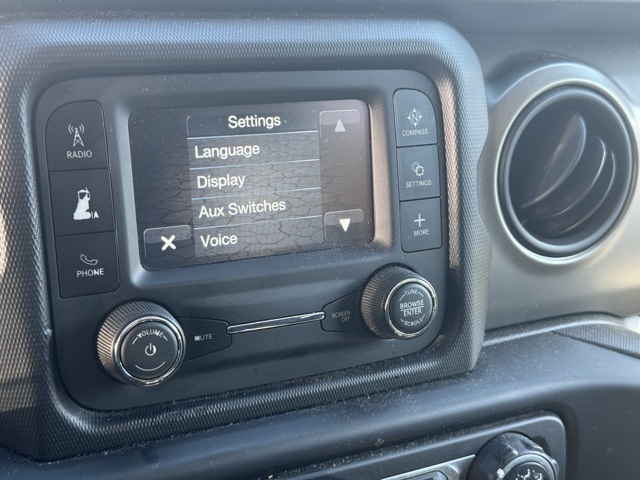 RADIO
PHONE
Settings
Language
Display
Aux Switches
Voice
COMPASS
SETTINGS
MORE
VOLUME
MUTE
SCREEN
OFF
TUNE
BROWSE
ENTER
SCROLL